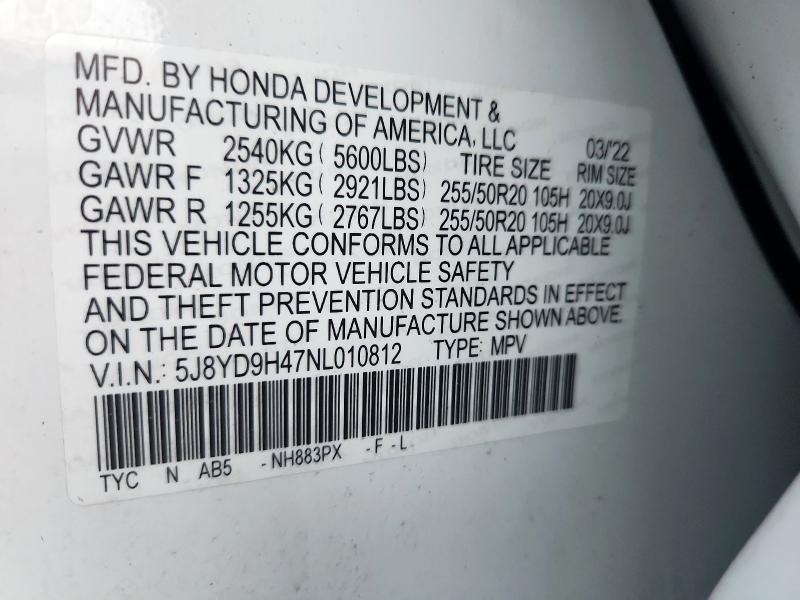 MFD. BY HONDA DEVELOPMENT &
MANUFACTURING OF AMERICA, LLC 03/'22
GVWR 2540KG ( 5600LBS) TIRE SIZE RIM SIZE
GAWR F 1325KG ( 2921LBS) 255/50R20 105H 20X9.0J
GAWR R 1255KG ( 2767LBS) 255/50R20 105H 20X9.0J
THIS VEHICLE CONFORMS TO ALL APPLICABLE
FEDERAL MOTOR VEHICLE SAFETY
AND THEFT PREVENTION STANDARDS IN EFFECT
ON THE DATE OF MANUFACTURE SHOWN ABOVE.
V.I.N.: 5J8YD9H47NL010812 TYPE: MPV
TYC N AB5 -NH883PX -F -L